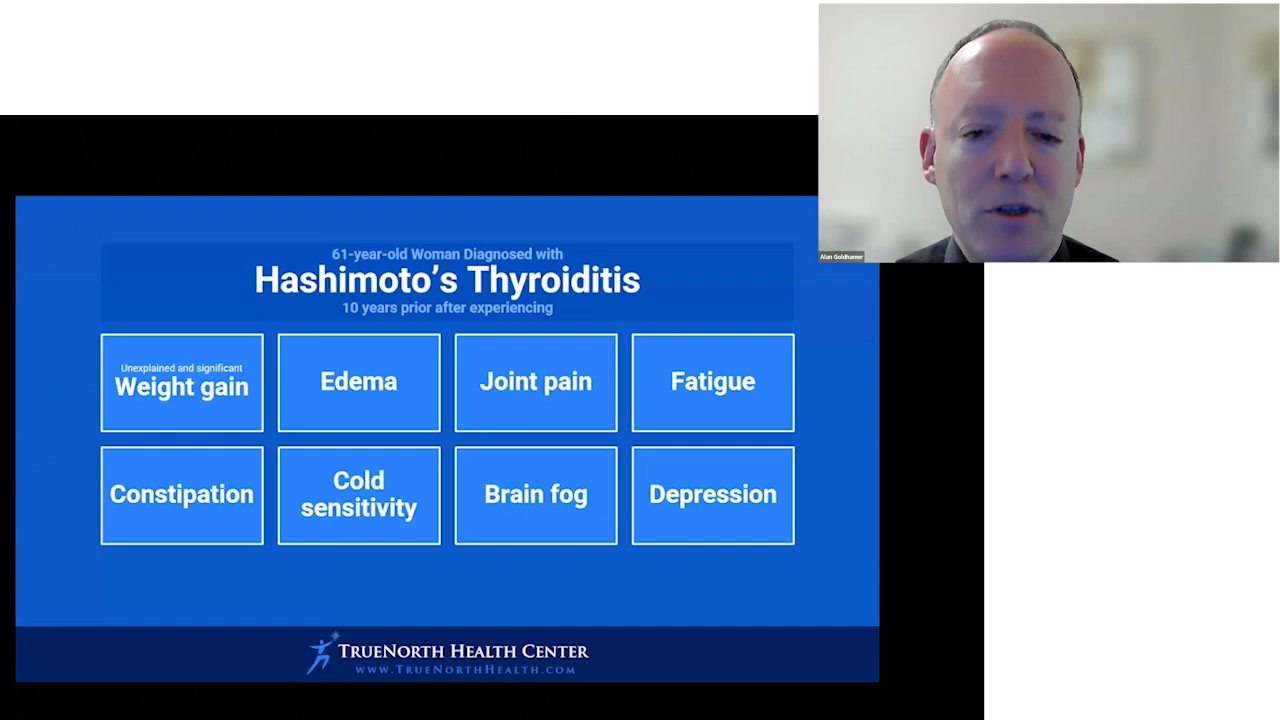 Alan Goldhamer
61-year-old Woman Diagnosed with
Hashimoto's Thyroiditis
10 years prior after experiencing
Unexplained and significant
Weight gain
Edema
Joint pain
Fatigue
Constipation
Cold
sensitivity
Brain fog
Depression
TrueNorth Health Center
www.TrueNorthHealth.com